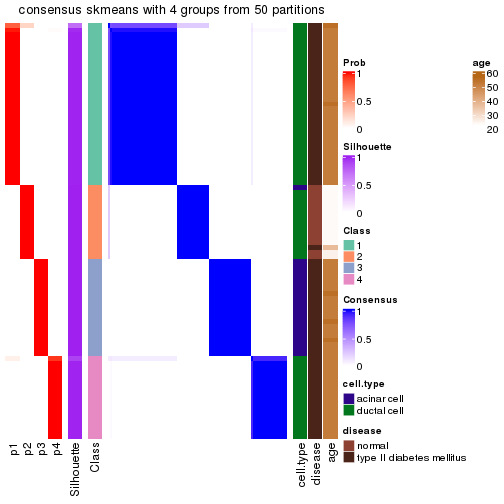 consensus skmeans with 4 groups from 50 partitions
Prob
1
0.5
0
Silhouette
1
0.5
0
Class
1
2
3
4
Consensus
1
0.5
0
cell.type
acinar cell
ductal cell
disease
normal
type II diabetes mellitus
age
60
50
40
30
20
p1
p2
p3
p4
Silhouette
Class
cell.type
disease
age